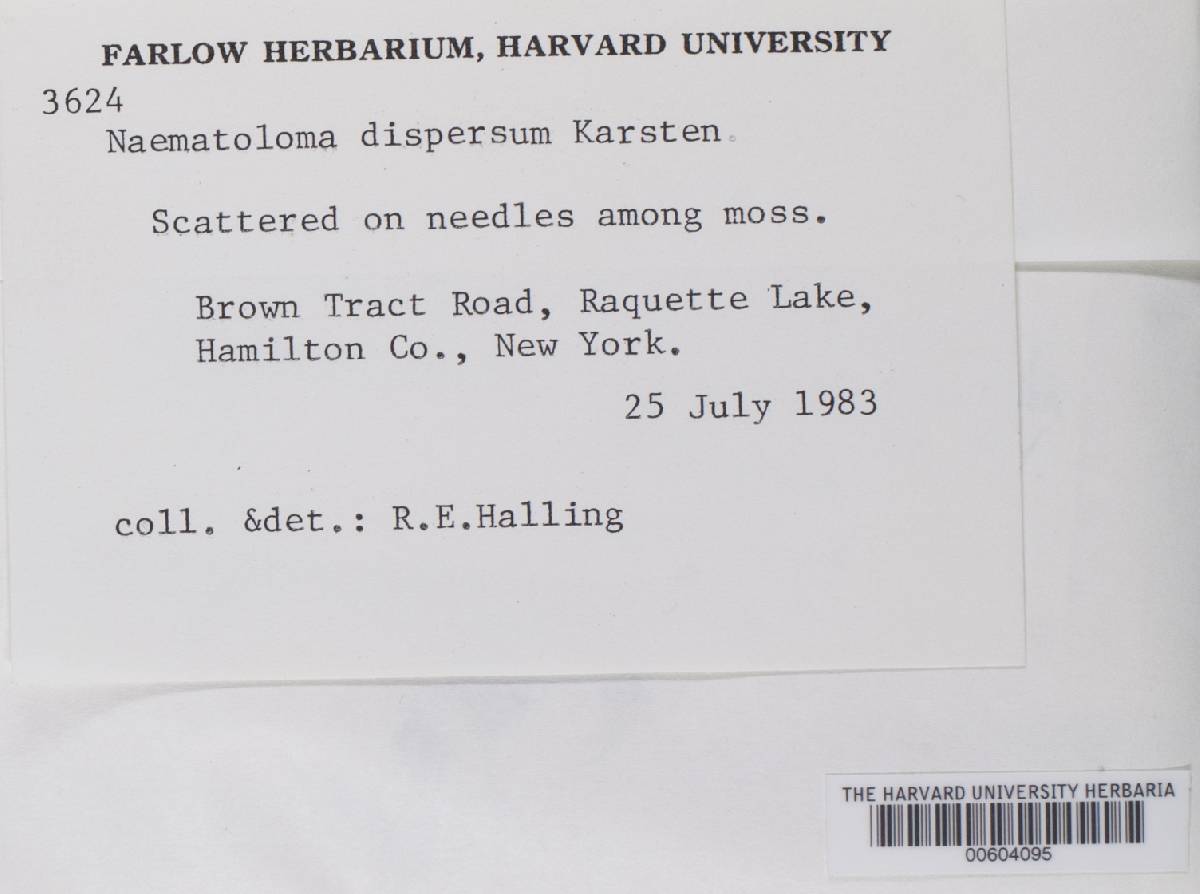 FARLOW HERBARIUM, HARVARD UNIVERSITY
3624
Naematoloma dispersum Karsten.
Scattered on needles among moss.
Brown Tract Road, Raquette Lake,
Hamilton Co., New York.
25 July 1983
coll. &det.: R.E.Halling
THE HARVARD UNIVERSITY HERBARIA
00604095